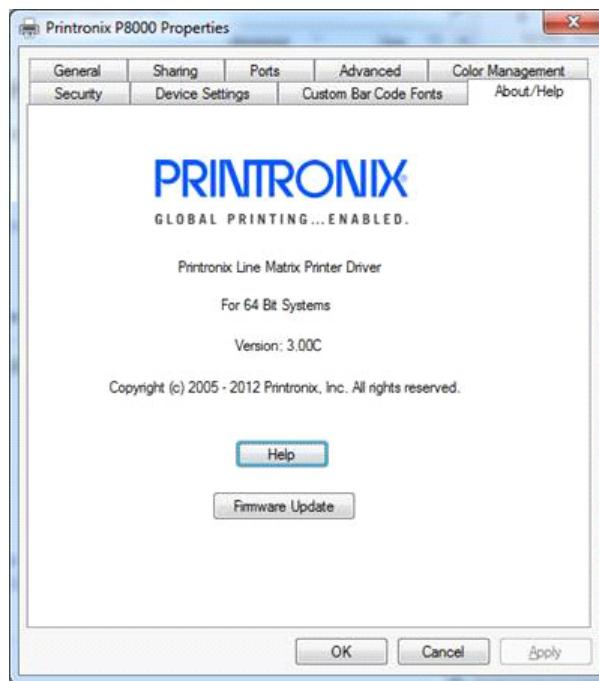 Printronix P8000 Properties
General Sharing Ports Advanced Color Management
Security Device Settings Custom Bar Code Fonts About/Help
PRINTRONIX
GLOBAL PRINTING...ENABLED.
Printronix Line Matrix Printer Driver
For 64 Bit Systems
Version: 3.00C
Copyright (c) 2005 - 2012 Printronix, Inc. All rights reserved.
Help
Firmware Update
OK Cancel Apply